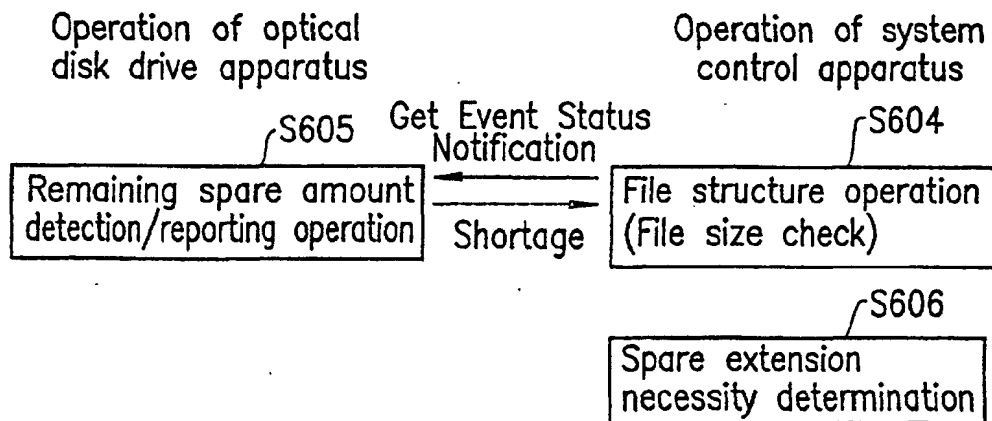 Operation of optical
disk drive apparatus
Operation of system
control apparatus
S605
Get Event Status
Notification
S604
Remaining spare amount
detection/reporting operation
Shortage
File structure operation
(File size check)
S606
Spare extension
necessity determination